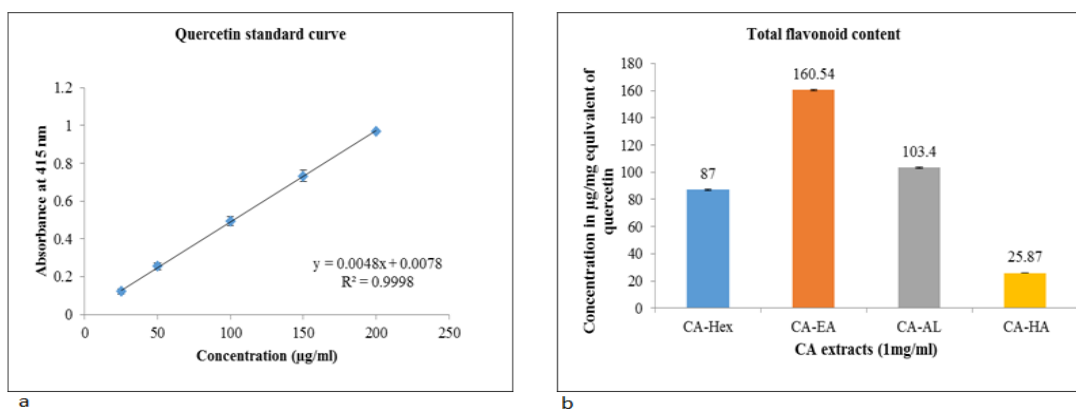 Quercetin standard curve
Absorbance at 415 nm
1.2
1
0.8
0.6
0.4
0.2
0
y = 0.0048x + 0.0078
R² = 0.9998
0 50 100 150 200 250
Concentration (µg/ml)
a
Total flavonoid content
Concentration in µg/mg equivalent of
quercetin
180
160
140
120
100
80
60
40
20
0
87
160.54
103.4
25.87
CA-Hex CA-EA CA-AL CA-HA
CA extracts (1mg/ml)
b